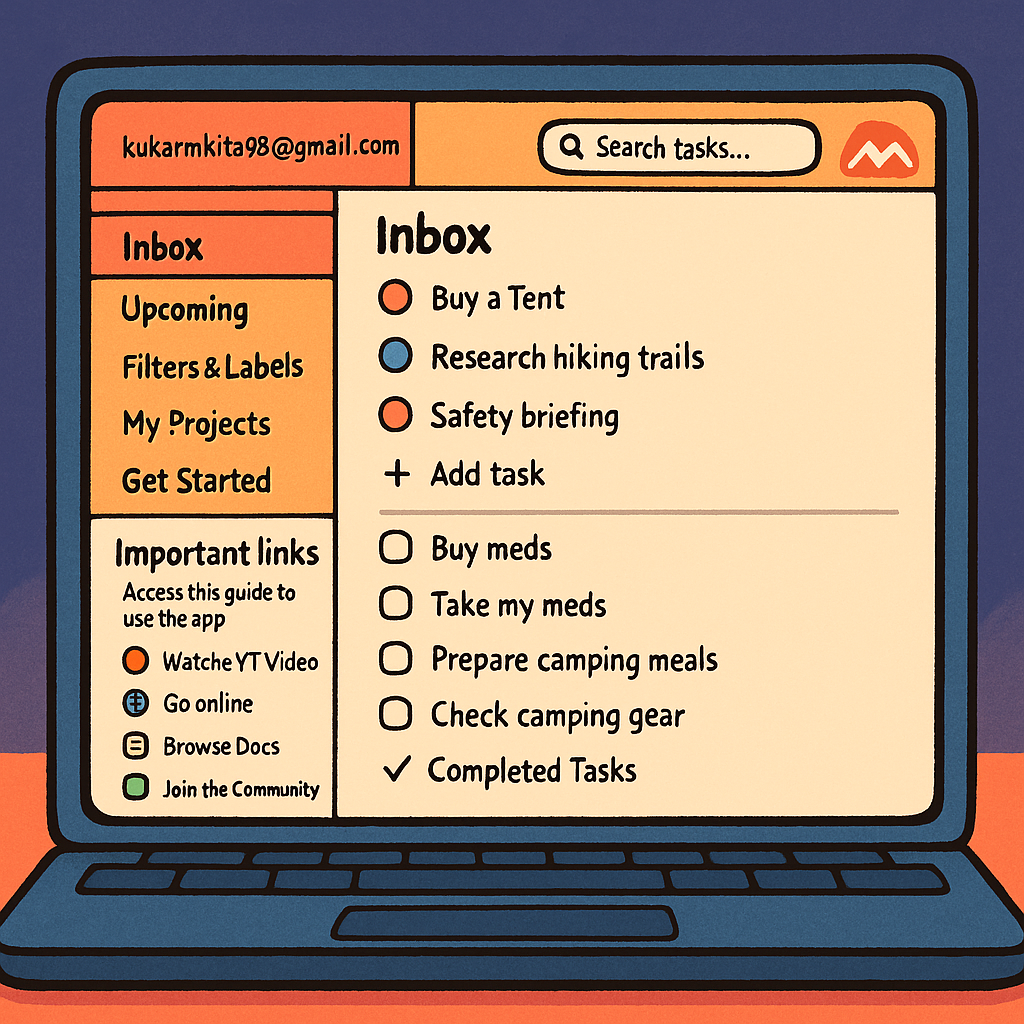 kukarmkita98@gmail.com
Search tasks...
Inbox
Upcoming
Filters & Labels
My Projects
Get Started
Important links
Access this guide to
use the app
Watche YT Video
Go online
Browse Docs
Join the Community
Inbox
Buy a Tent
Research hiking trails
Safety briefing
+ Add task
Buy meds
Take my meds
Prepare camping meals
Check camping gear
✓ Completed Tasks